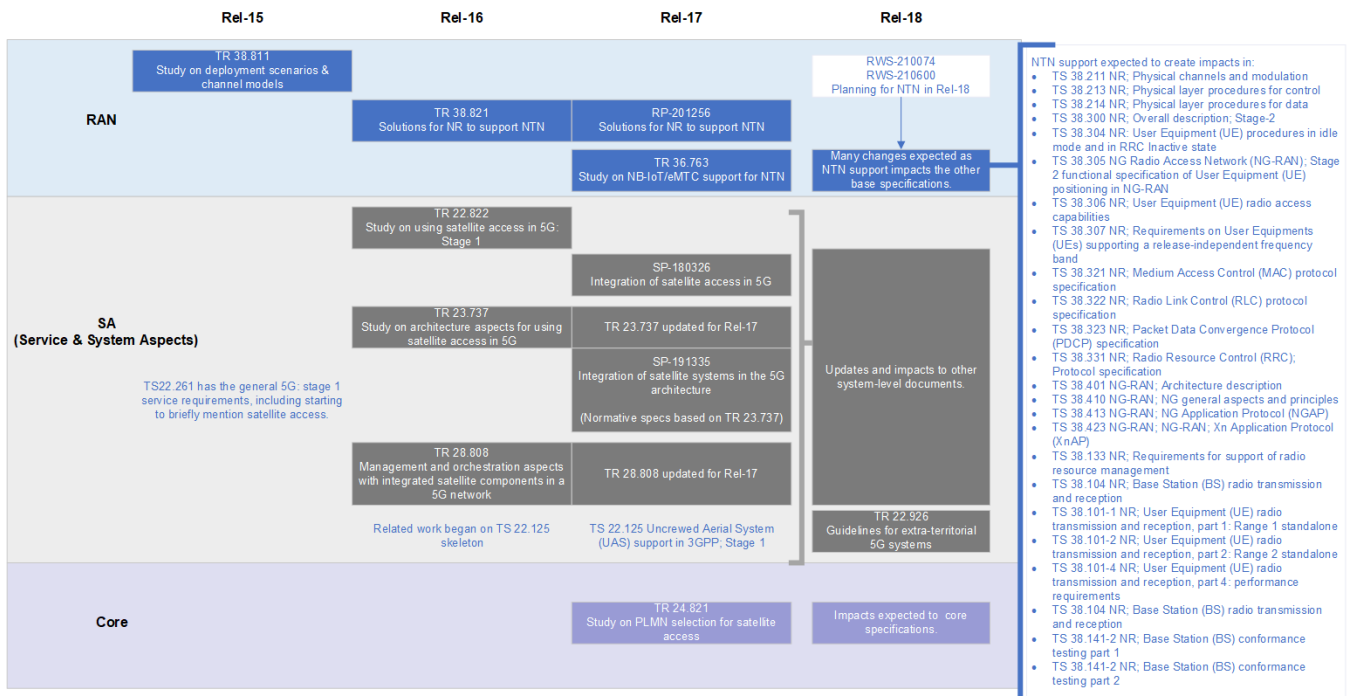 Rel-15
Rel-16
Rel-17
Rel-18
RAN
TR 38.811
Study on deployment scenarios &
channel models
TR 38.821
Solutions for NR to support NTN
RP-201256
Solutions for NR to support NTN
TR 36.763
Study on NB-IoT/eMTC support for NTN
RWS-210074
RWS-210600
Planning for NTN in Rel-18
Many changes expected as
NTN support impacts the other
base specifications.
SA
(Service & System Aspects)
TS22.261 has the general 5G: stage 1
service requirements, including starting
to briefly mention satellite access.
TR 22.822
Study on using satellite access in 5G:
Stage 1
SP-180326
Integration of satellite access in 5G
TR 23.737
Study on architecture aspects for using
satellite access in 5G
TR 23.737 updated for Rel-17
SP-191335
Integration of satellite systems in the 5G
architecture
(Normative specs based on TR 23.737)
TR 28.808
Management and orchestration aspects
with integrated satellite components in a
5G network
TR 28.808 updated for Rel-17
Related work began on TS 22.125
skeleton
TS 22.125 Uncrewed Aerial System
(UAS) support in 3GPP; Stage 1
Updates and impacts to other
system-level documents.
TR 22.926
Guidelines for extra-territorial
5G systems
Core
TR 24.821
Study on PLMN selection for satellite
access
Impacts expected to core
specifications.
NTN support expected to create impacts in:
• TS 38.211 NR; Physical channels and modulation
• TS 38.213 NR; Physical layer procedures for control
• TS 38.214 NR; Physical layer procedures for data
• TS 38.300 NR; Overall description; Stage-2
• TS 38.304 NR: User Equipment (UE) procedures in idle
mode and in RRC Inactive state
• TS 38.305 NG Radio Access Network (NG-RAN); Stage
2 functional specification of User Equipment (UE)
positioning in NG-RAN
• TS 38.306 NR; User Equipment (UE) radio access
capabilities
• TS 38.307 NR; Requirements on User Equipments
(UEs) supporting a release-independent frequency
band
• TS 38.321 NR; Medium Access Control (MAC) protocol
specification
• TS 38.322 NR; Radio Link Control (RLC) protocol
specification
• TS 38.323 NR; Packet Data Convergence Protocol
(PDCP) specification
• TS 38.331 NR; Radio Resource Control (RRC);
Protocol specification
• TS 38.401 NG-RAN; Architecture description
• TS 38.410 NG-RAN; NG general aspects and principles
• TS 38.413 NG-RAN; NG Application Protocol (NGAP)
• TS 38.423 NG-RAN; NG-RAN; Xn Application Protocol
(XnAP)
• TS 38.133 NR; Requirements for support of radio
resource management
• TS 38.104 NR; Base Station (BS) radio transmission
and reception
• TS 38.101-1 NR; User Equipment (UE) radio
transmission and reception, part 1: Range 1 standalone
• TS 38.101-2 NR; User Equipment (UE) radio
transmission and reception, part 2: Range 2 standalone
• TS 38.101-4 NR; User Equipment (UE) radio
transmission and reception, part 4: performance
requirements
• TS 38.104 NR; Base Station (BS) radio transmission
and reception
• TS 38.141-2 NR; Base Station (BS) conformance
testing part 1
• TS 38.141-2 NR; Base Station (BS) conformance
testing part 2